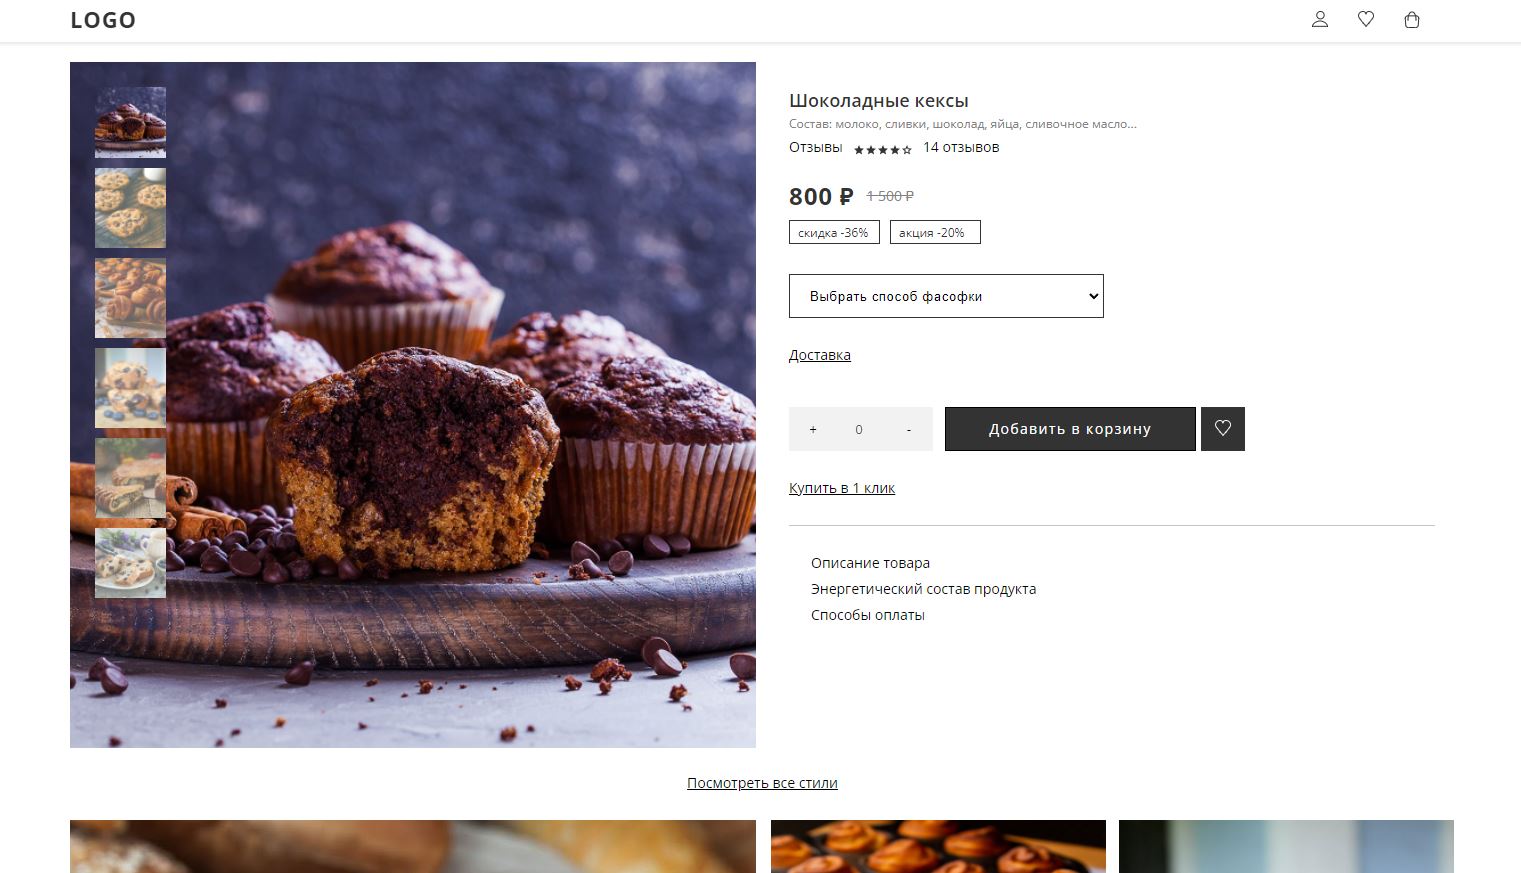 LOGO
Шоколадные кексы
Состав: молоко, сливки, шоколад, яйца, сливочное масло...
Отзывы ★★★★☆ 14 отзывов
800 ₽ 1 500 ₽
скидка -36% акция -20%
Выбрать способ фасофки
Доставка
+ 0 - Добавить в корзину
Купить в 1 клик
Описание товара
Энергетический состав продукта
Способы оплаты
Посмотреть все стили